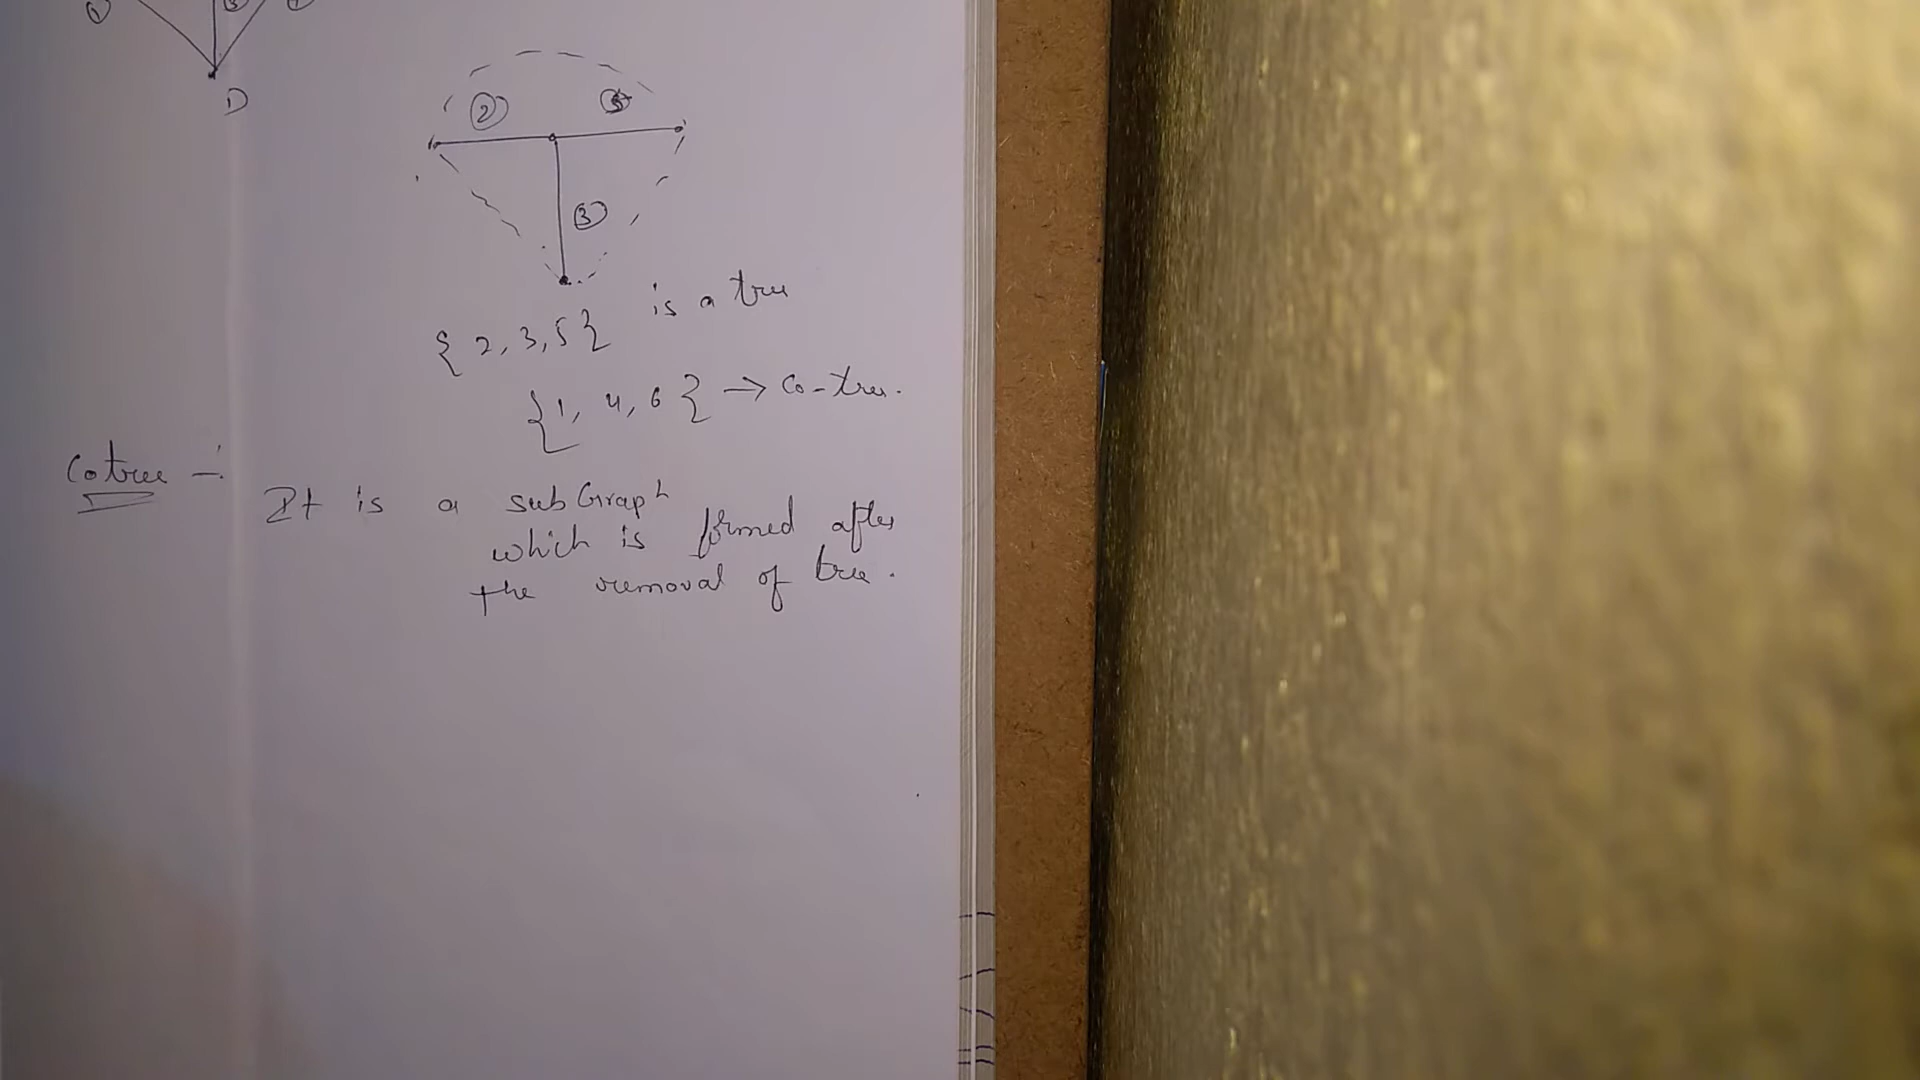 D
2 5
3
{ 2, 3, 5 } is a tree
{ 1, 4, 6 } → Co-tree.
Cotree :-
It is a subGraph
which is formed after
the removal of tree.